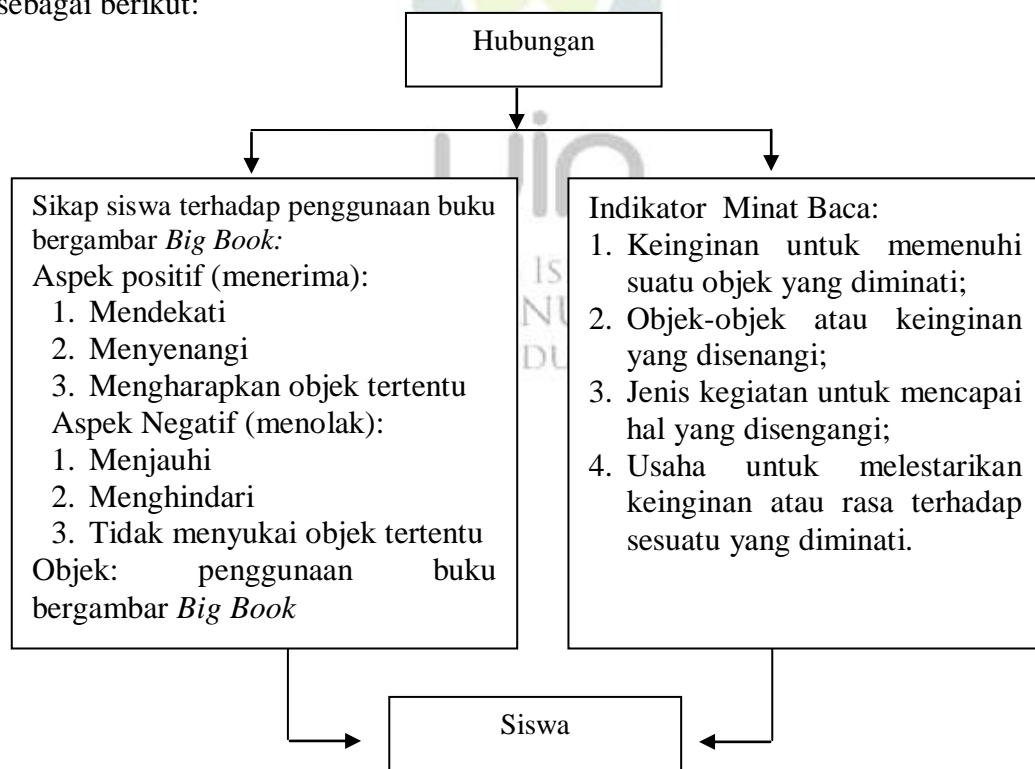 sebagai berikut:
Hubungan
Sikap siswa terhadap penggunaan buku
bergambar Big Book:
Aspek positif (menerima):
1. Mendekati
2. Menyenangi
3. Mengharapkan objek tertentu
Aspek Negatif (menolak):
1. Menjauhi
2. Menghindari
3. Tidak menyukai objek tertentu
Objek: penggunaan buku
bergambar Big Book
Indikator Minat Baca:
1. Keinginan untuk memenuhi
suatu objek yang diminati;
2. Objek-objek atau keinginan
yang disenangi;
3. Jenis kegiatan untuk mencapai
hal yang disengangi;
4. Usaha untuk melestarikan
keinginan atau rasa terhadap
sesuatu yang diminati.
Siswa
uin